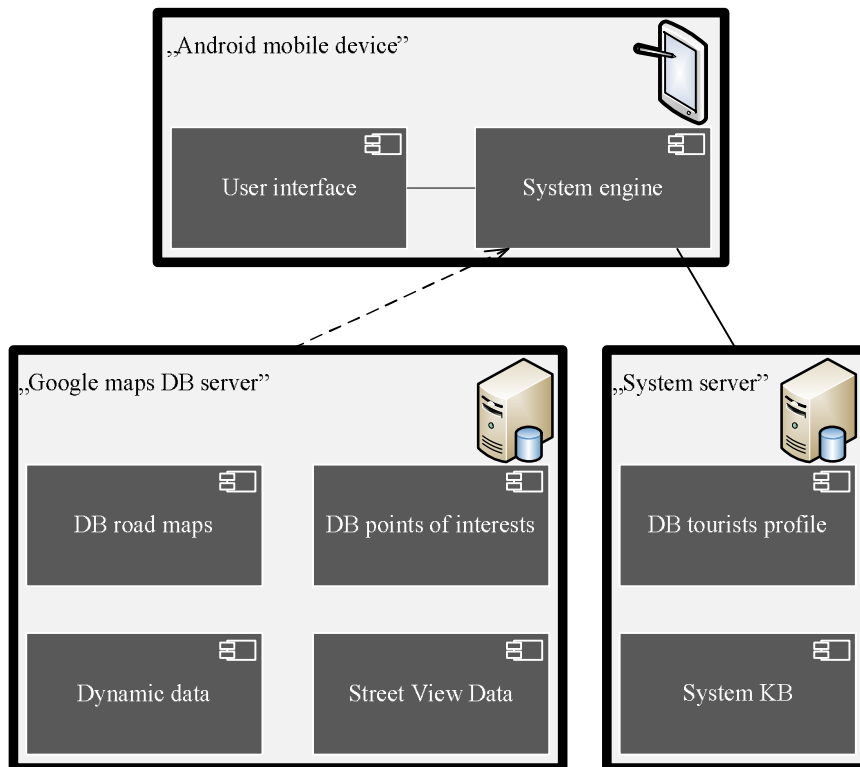 „Android mobile device”
User interface
System engine
„Google maps DB server”
„System server”
DB road maps
DB points of interests
DB tourists profile
Dynamic data
Street View Data
System KB